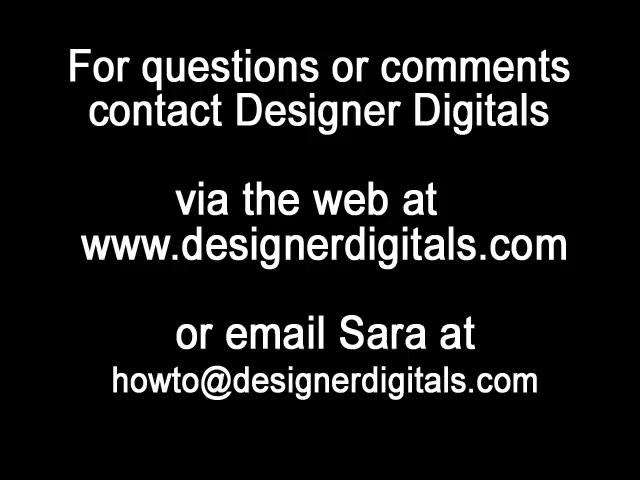 For questions or comments
contact Designer Digitals
via the web at
www.designerdigitals.com
or email Sara at
howto@designerdigitals.com